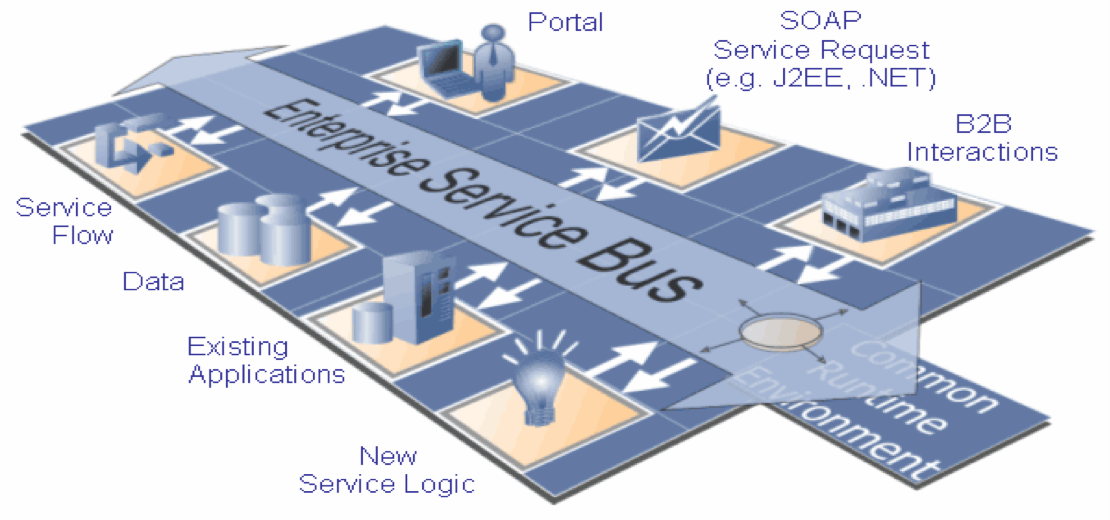 Portal
SOAP
Service Request
(e.g. J2EE, .NET)
B2B
Interactions
Enterprise Service Bus
Service
Flow
Data
Existing
Applications
New
Service Logic
Common
Runtime
Environment